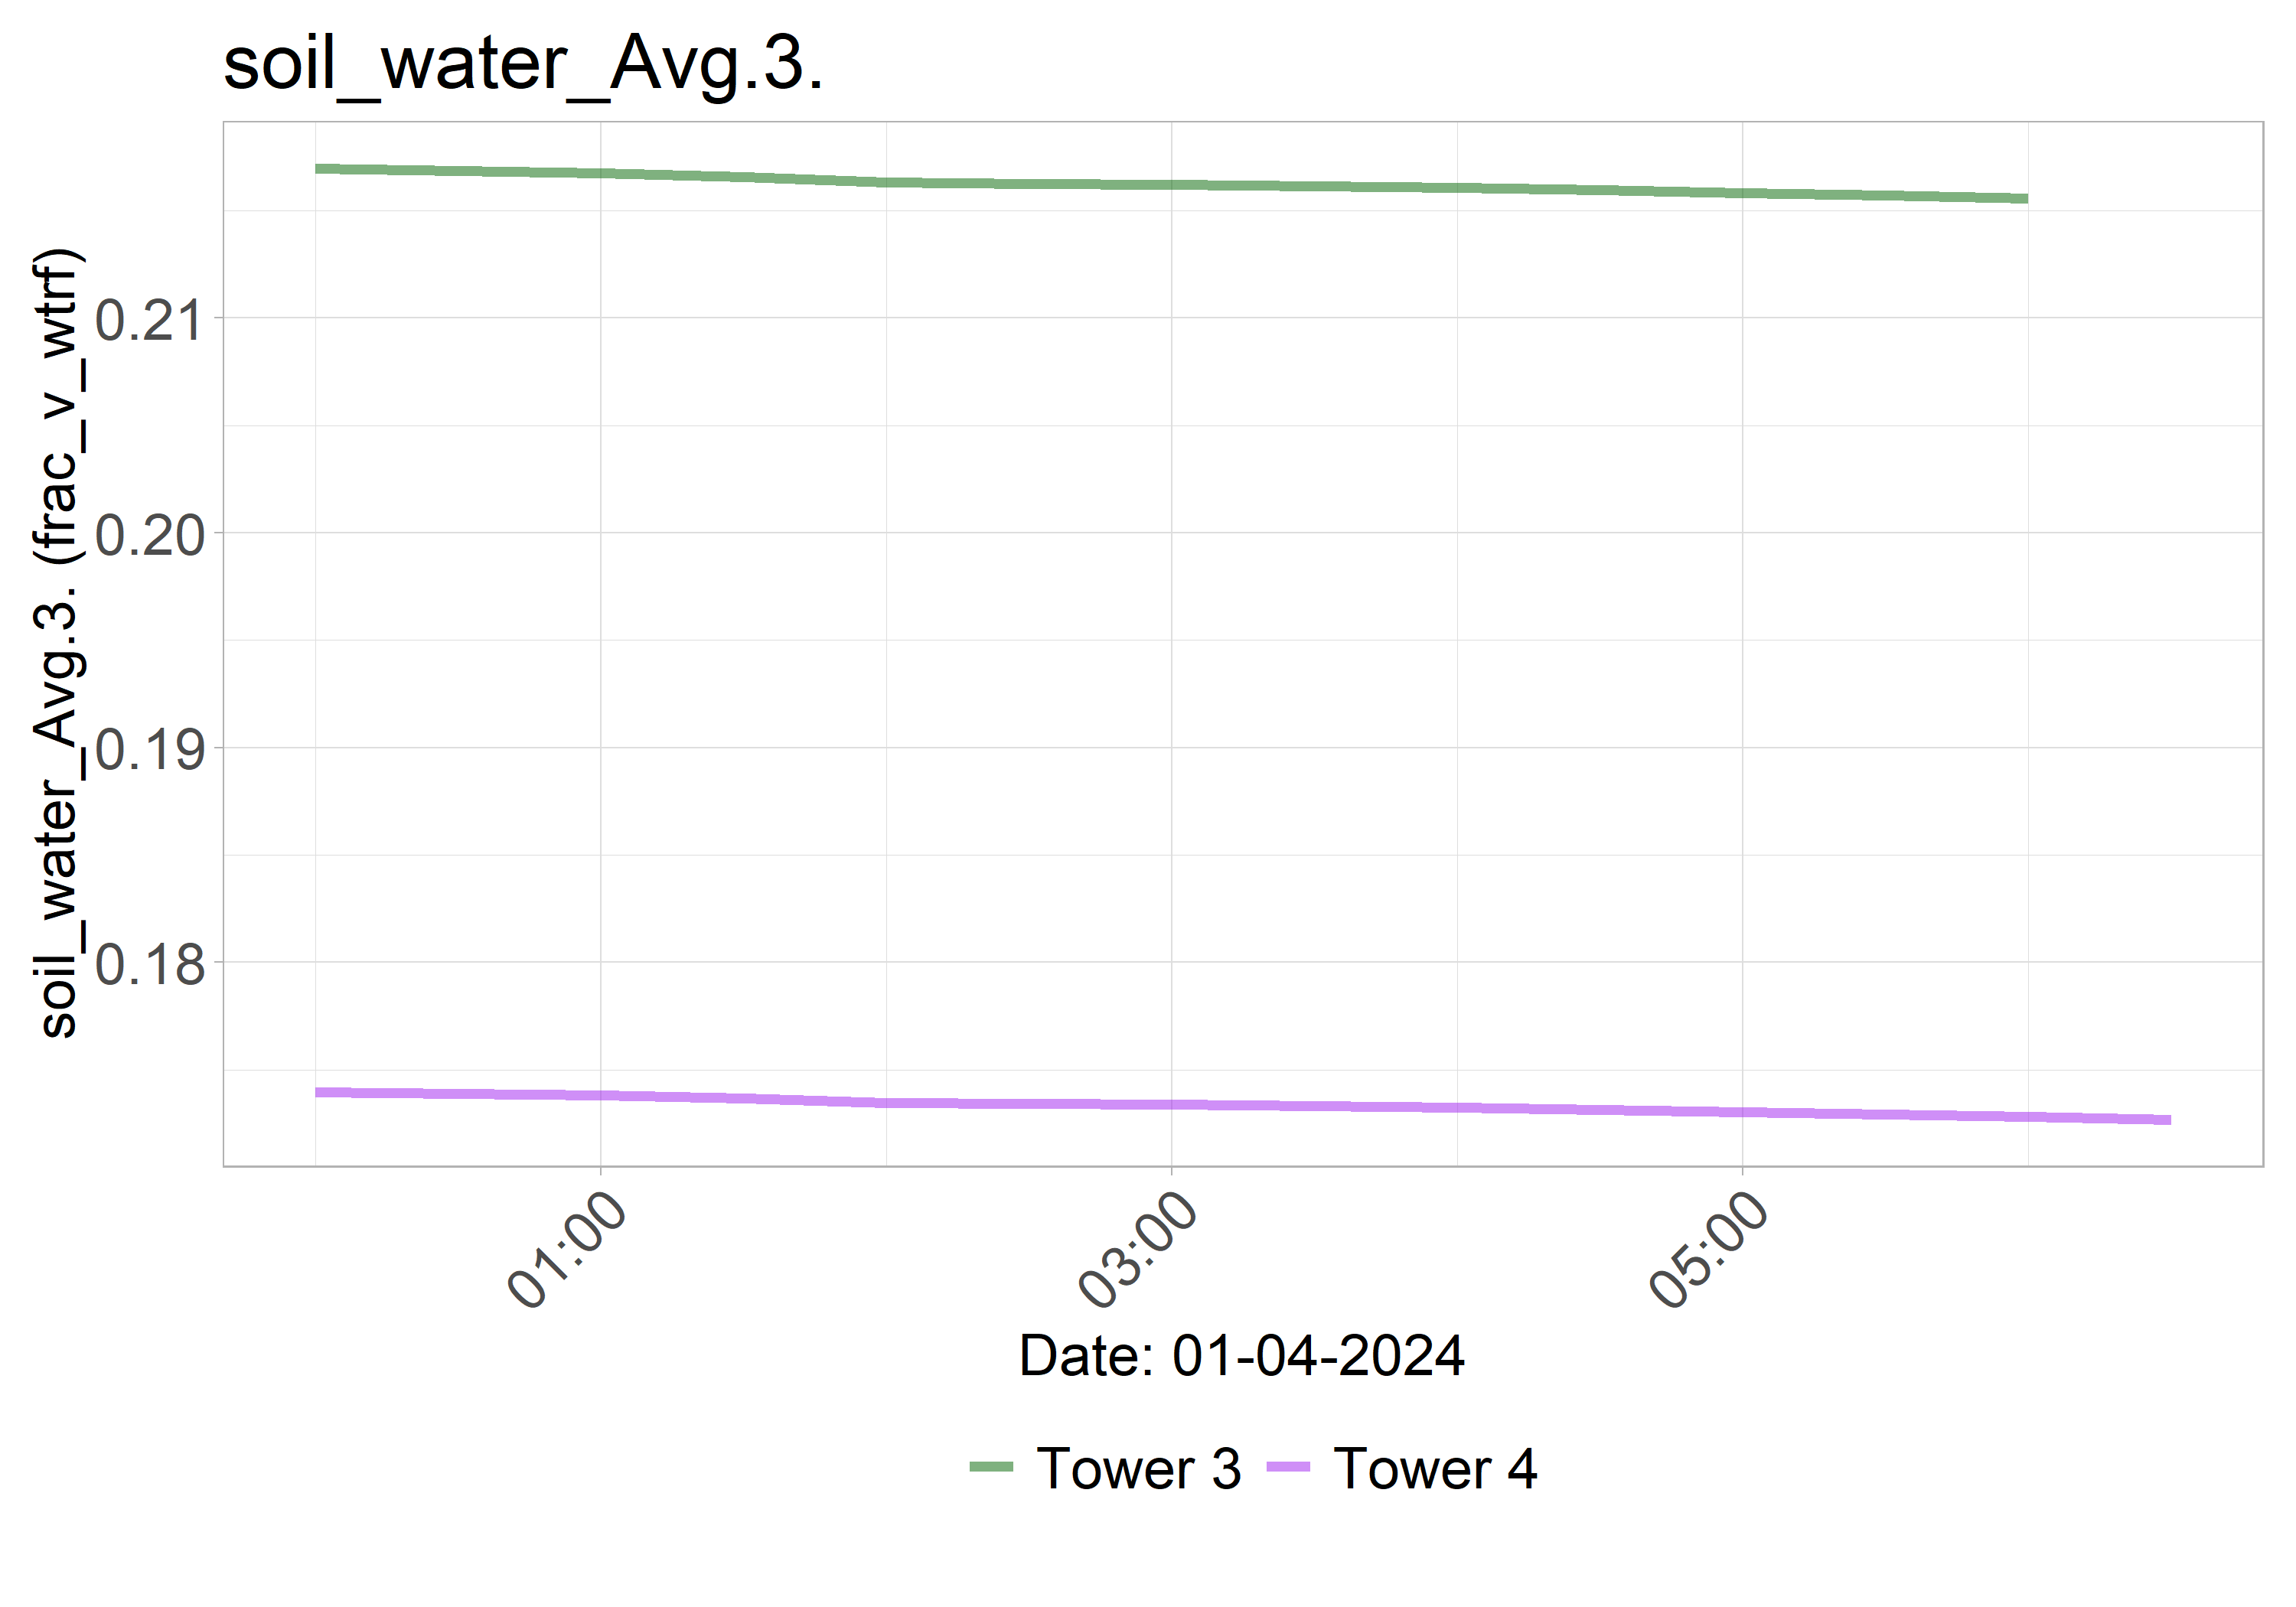 soil_water_Avg.3.
soil_water_Avg.3. (frac_v_wtrf)
0.21
0.20
0.19
0.18
01:00
03:00
05:00
Date: 01-04-2024
Tower 3
Tower 4